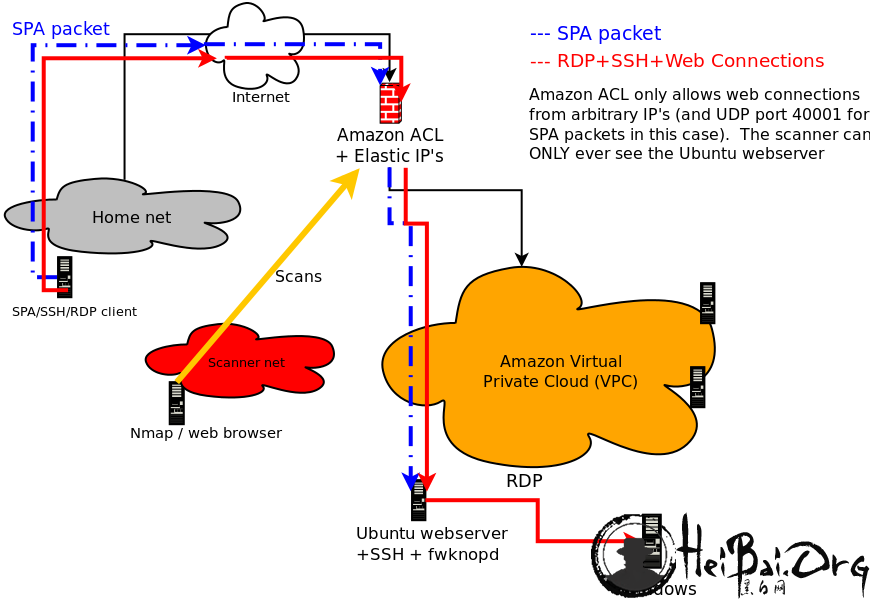 SPA packet
--- SPA packet
--- RDP+SSH+Web Connections
Internet
Amazon ACL only allows web connections
from arbitrary IP's (and UDP port 40001 for
SPA packets in this case).  The scanner can
ONLY ever see the Ubuntu webserver
Amazon ACL
+ Elastic IP's
Home net
Scans
SPA/SSH/RDP client
Scanner net
Amazon Virtual
Private Cloud (VPC)
Nmap / web browser
RDP
Ubuntu webserver
+SSH + fwknopd
HeiBai.Org
黑白网